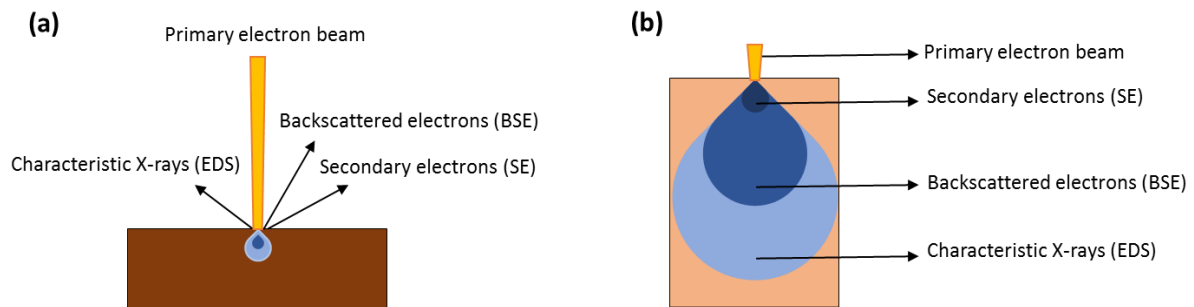 (a)
Primary electron beam
Backscattered electrons (BSE)
Characteristic X-rays (EDS)
Secondary electrons (SE)
(b)
Primary electron beam
Secondary electrons (SE)
Backscattered electrons (BSE)
Characteristic X-rays (EDS)